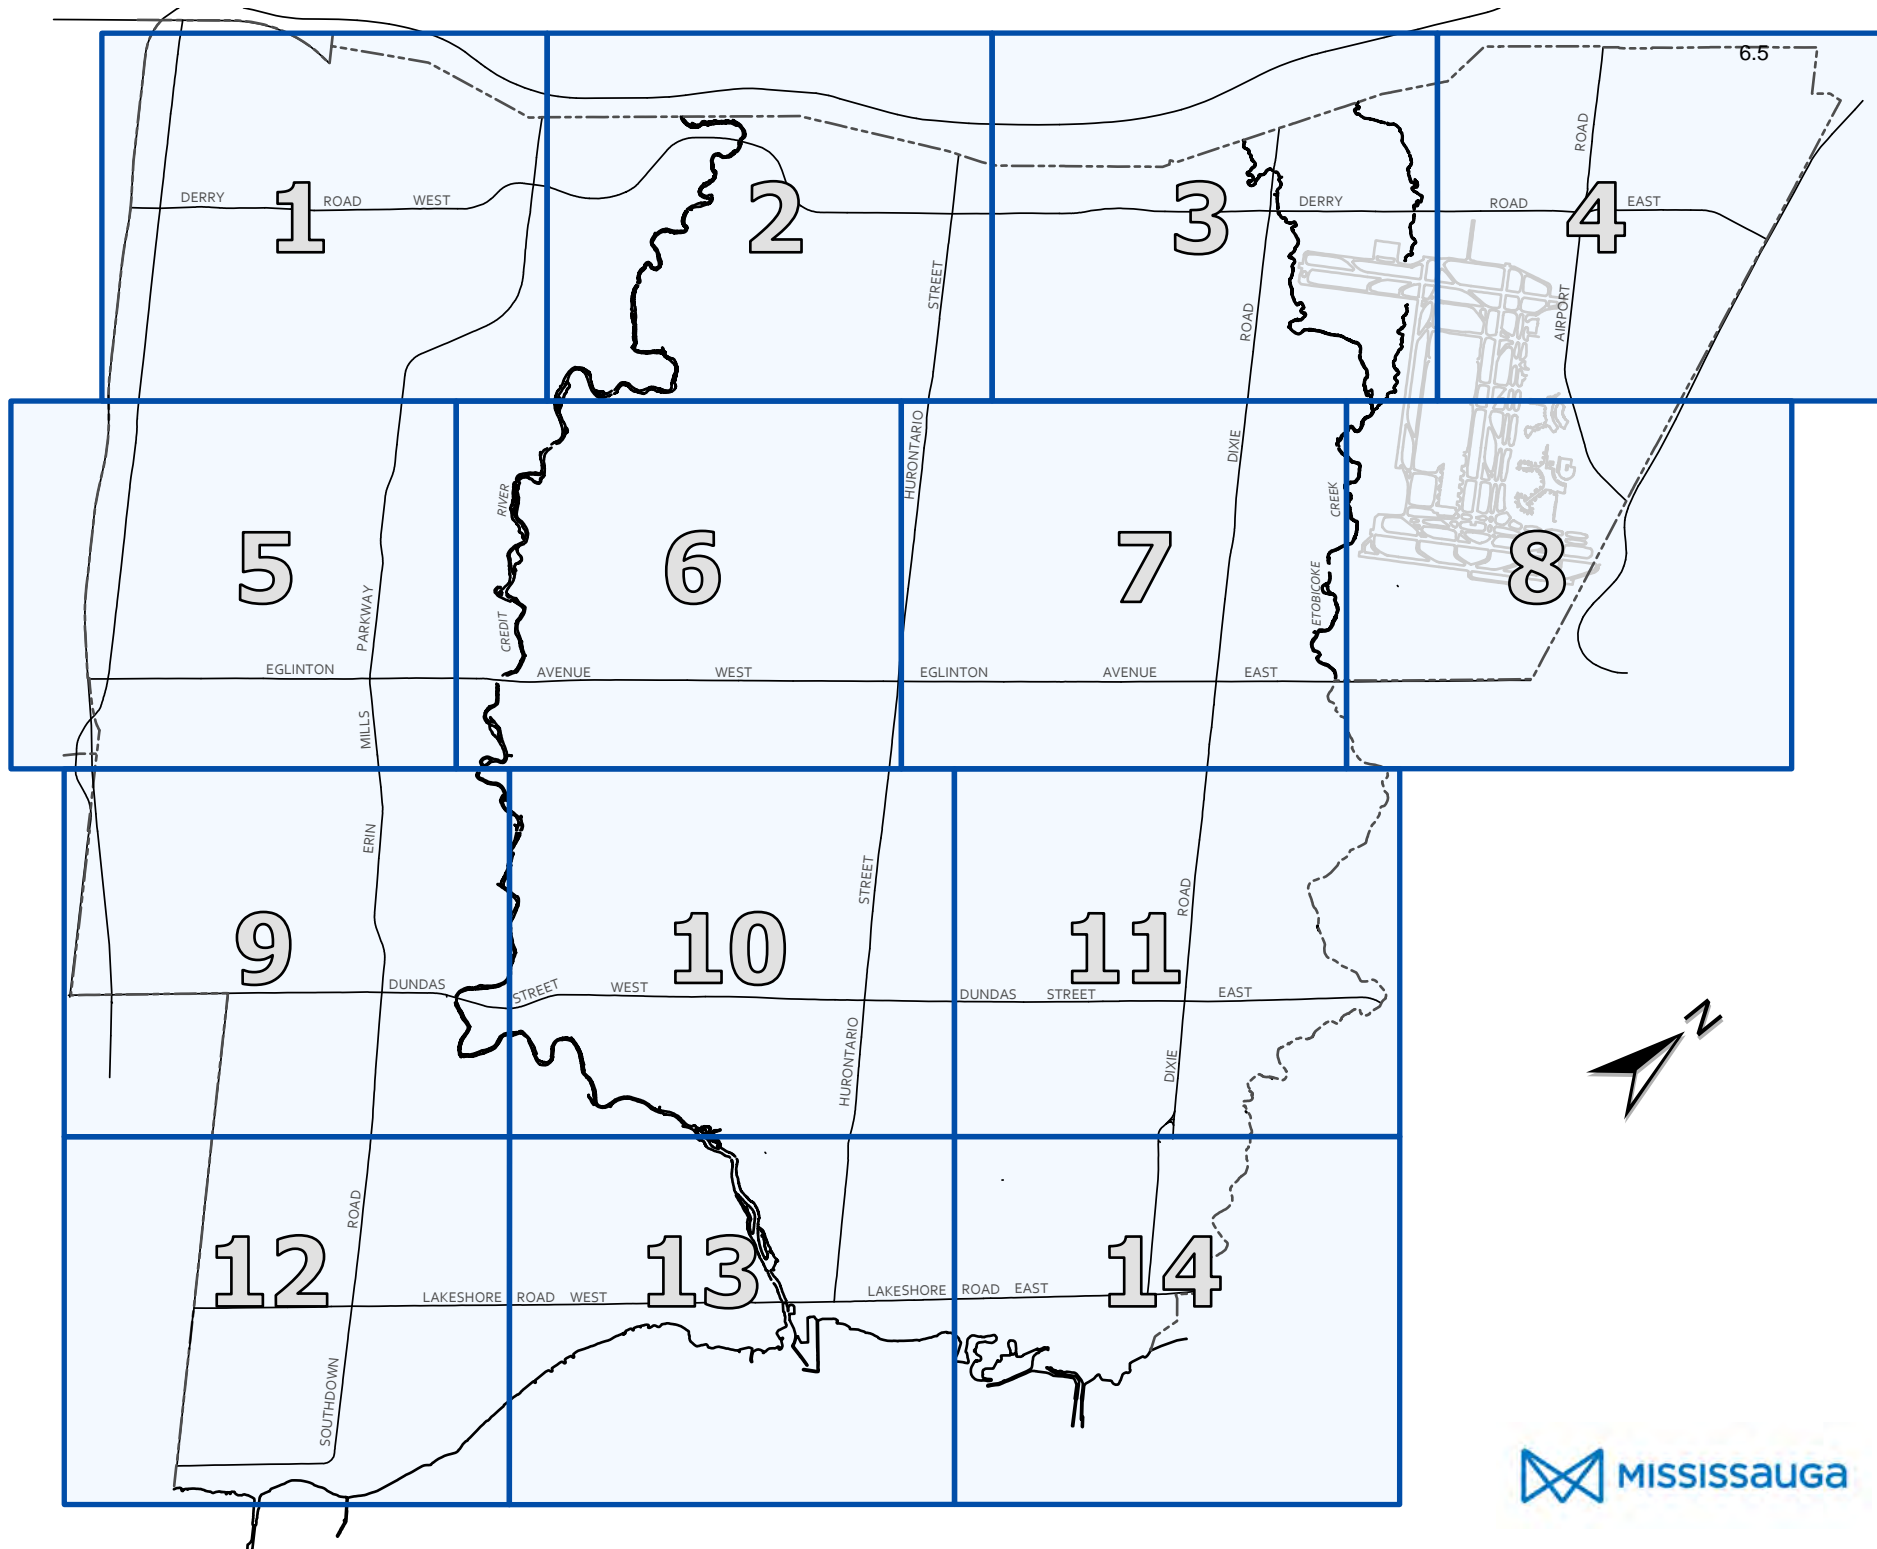 6.5
ROAD
DERRY ROAD WEST
DERRY ROAD EAST
1
2
3
4
STREET
ROAD
AIRPORT
HURONTARIO
DIXIE
RIVER
CREEK
5
6
7
8
PARKWAY
CREDIT
ETOBICOKE
EGLINTON AVENUE WEST EGLINTON AVENUE EAST
MILLS
ERIN
STREET
ROAD
9
10
11
DUNDAS STREET WEST DUNDAS STREET EAST
N
HURONTARIO
DIXIE
ROAD
12
13
14
LAKESHORE ROAD WEST LAKESHORE ROAD EAST
SOUTHDOWN
MISSISSAUGA